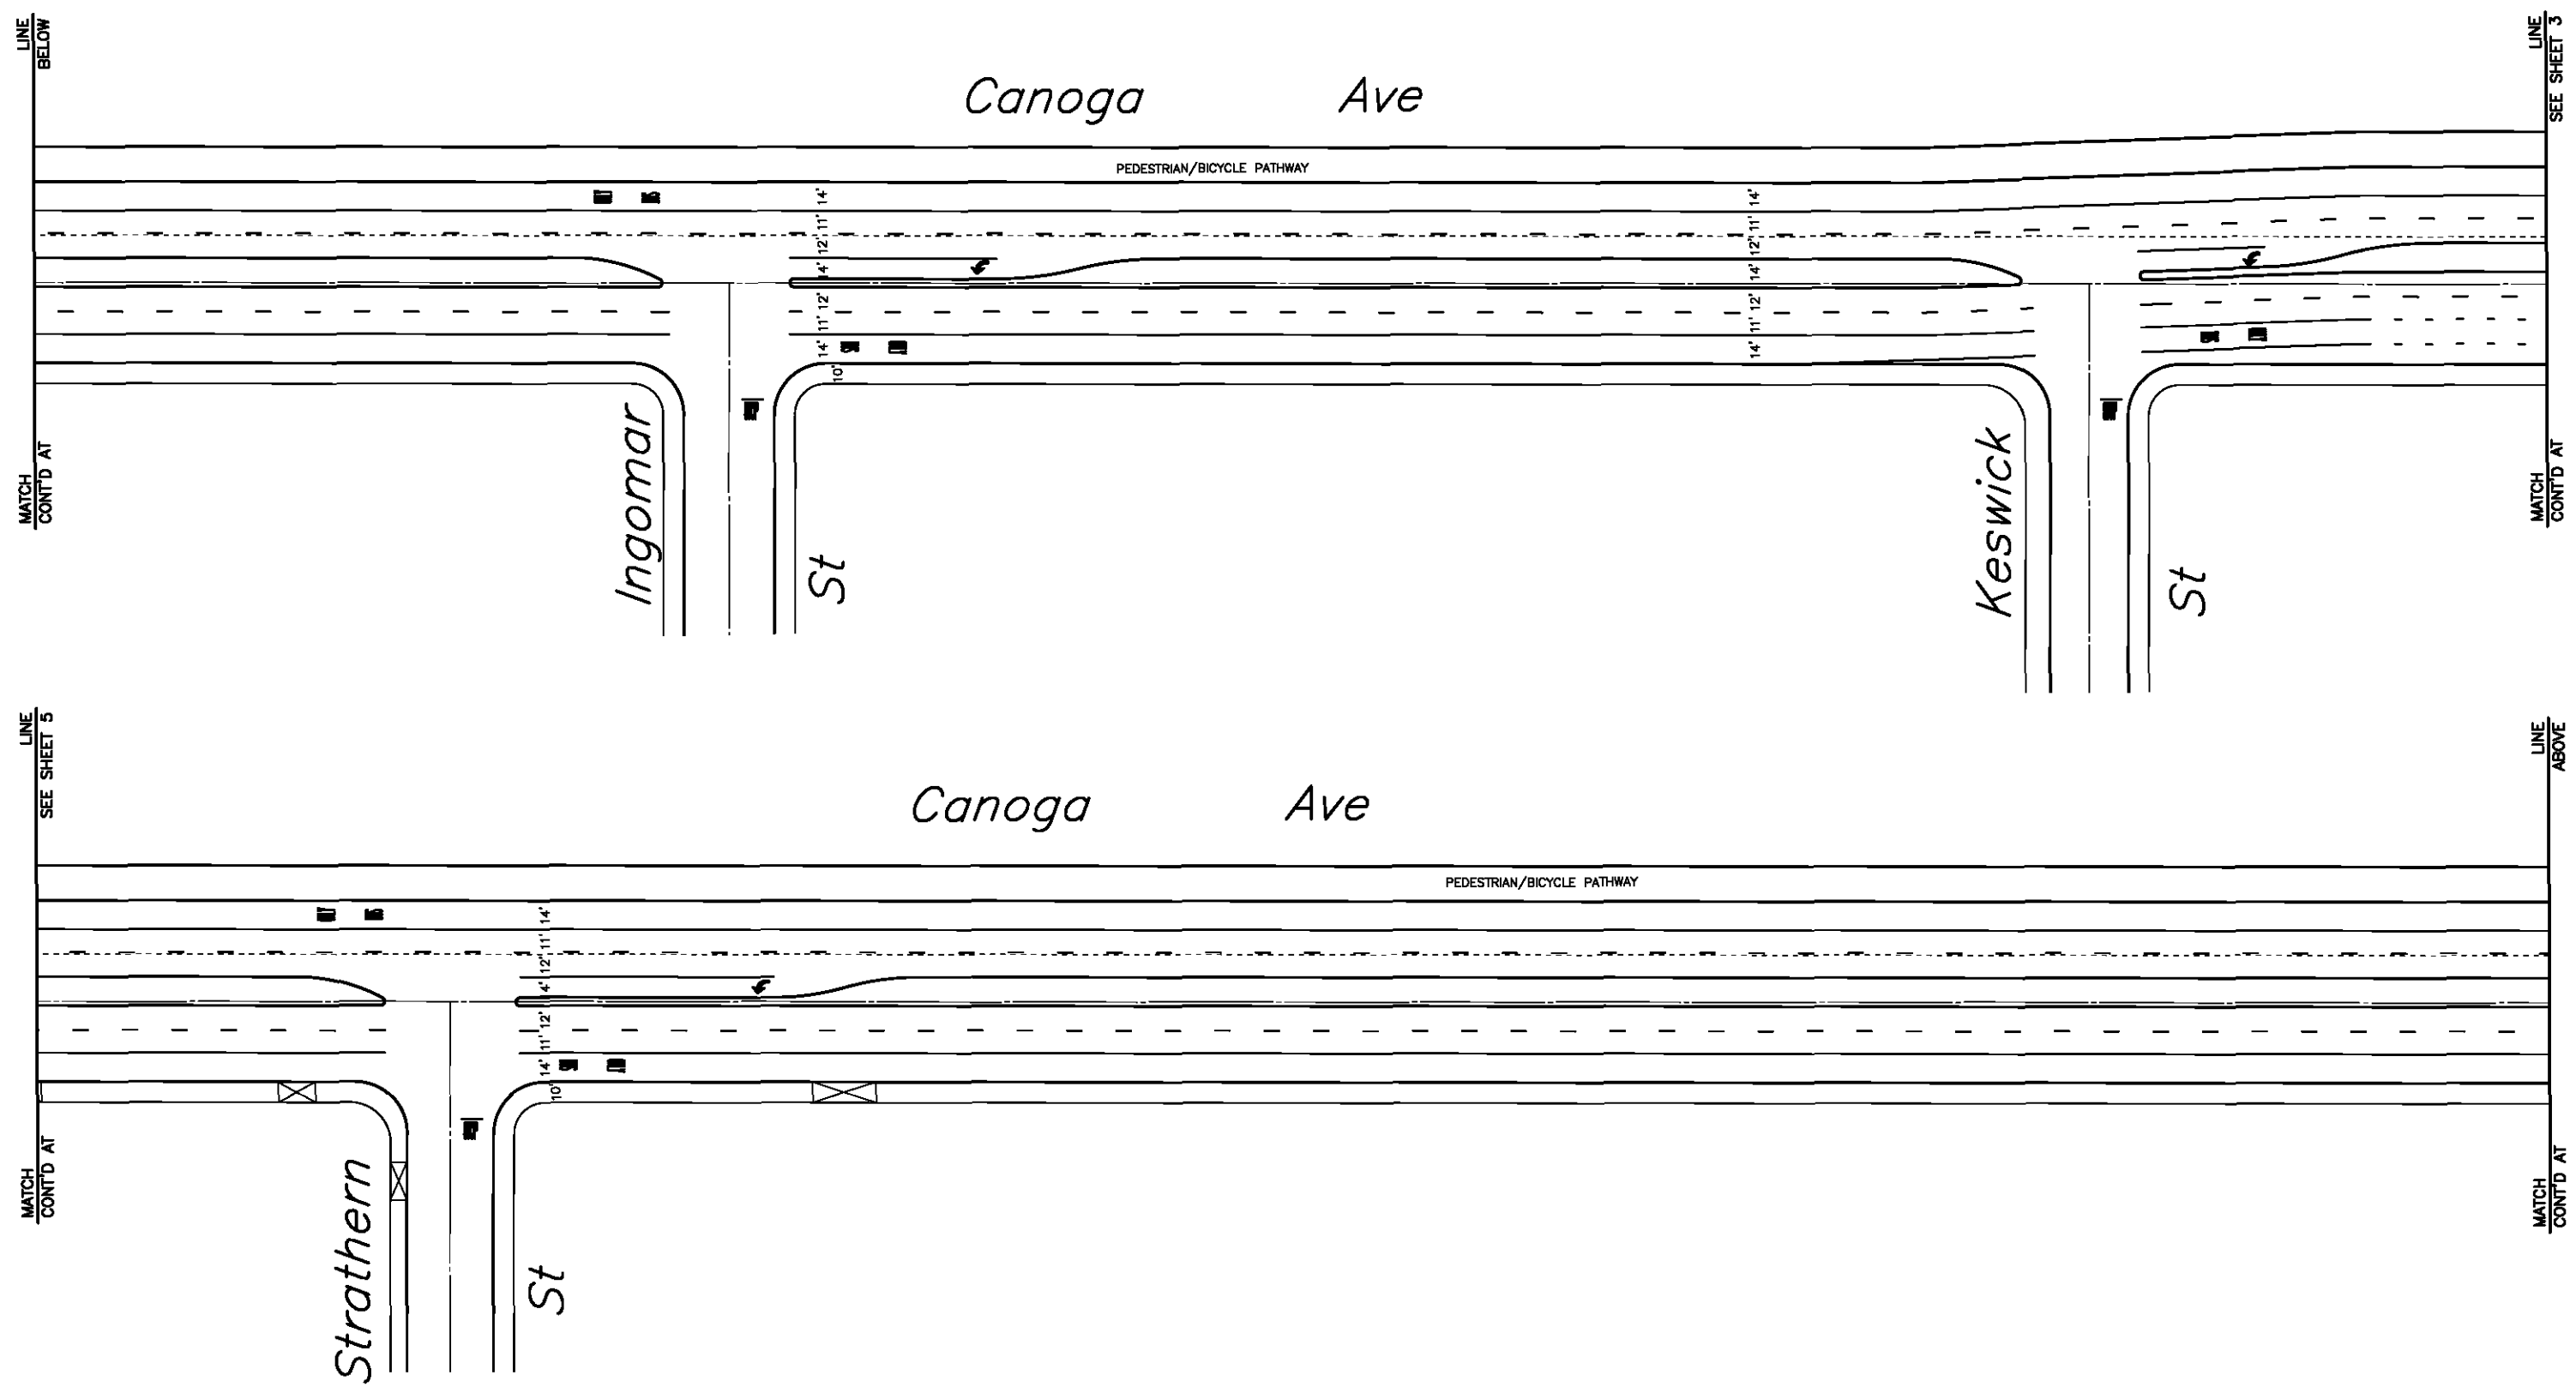 MATCH LINE
CONT'D AT BELOW
Canoga Ave
MATCH LINE
CONT'D AT SEE SHEET 3
PEDESTRIAN/BICYCLE PATHWAY
14'
11'
12'
14'
12'
11'
14'
10'
14'
11'
12'
14'
12'
11'
14'
Ingomar St
Keswick St
MATCH LINE
CONT'D AT SEE SHEET 5
Canoga Ave
MATCH LINE
CONT'D AT ABOVE
PEDESTRIAN/BICYCLE PATHWAY
14'
11'
12'
4'
12'
11'
14'
10'
Strathern St